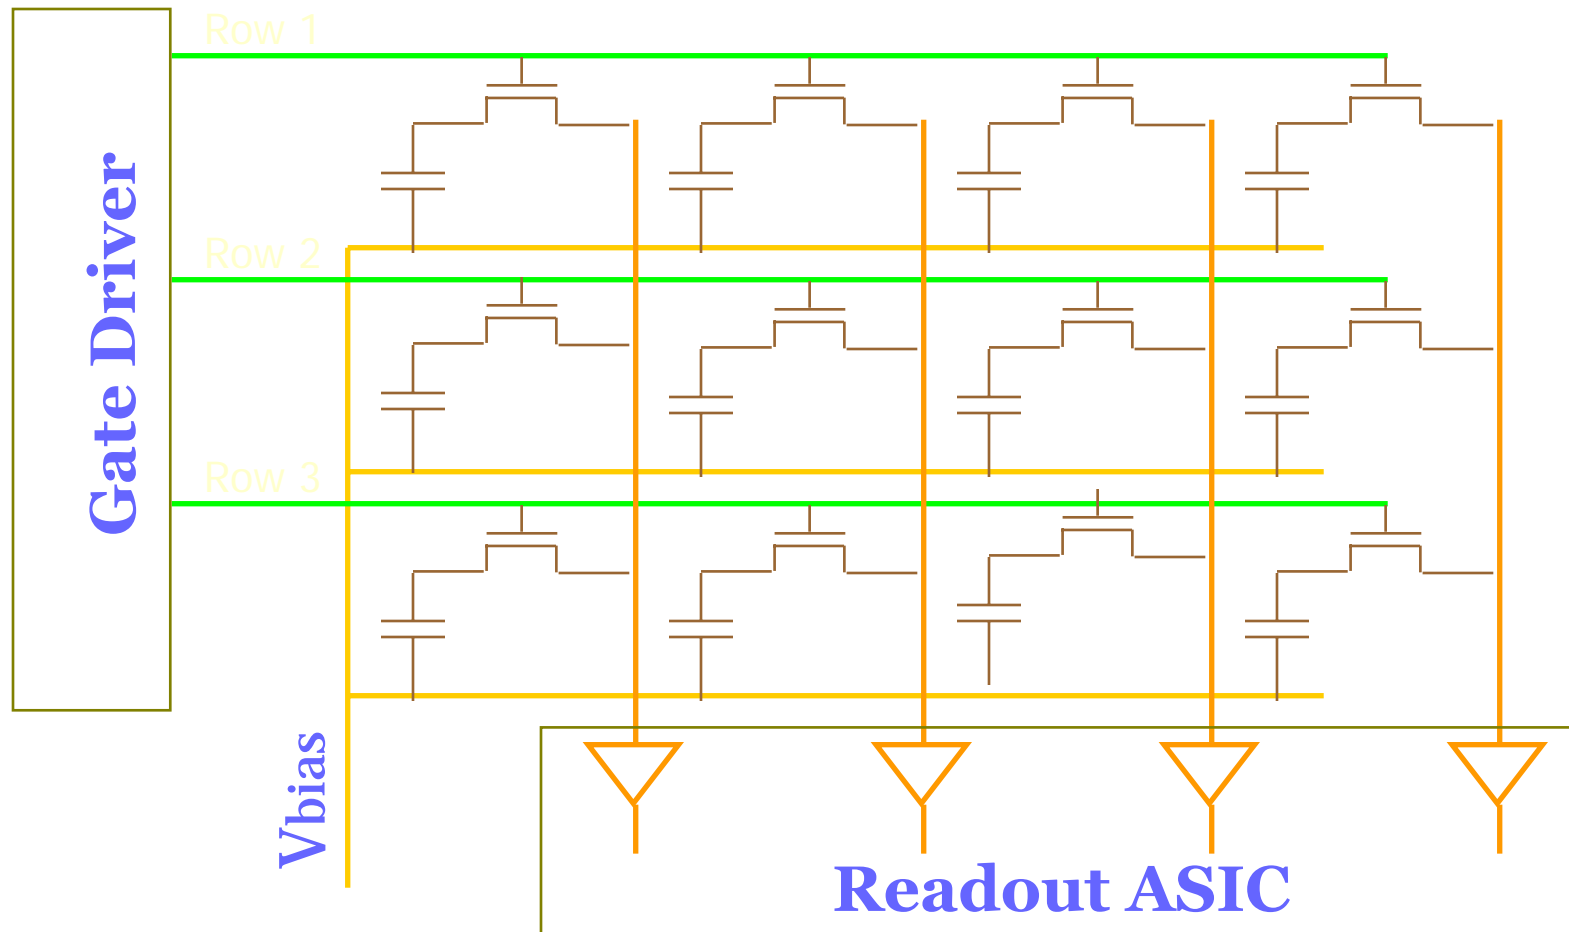 Row 1
Row 2
Row 3
Gate Driver
Vbias
Readout ASIC